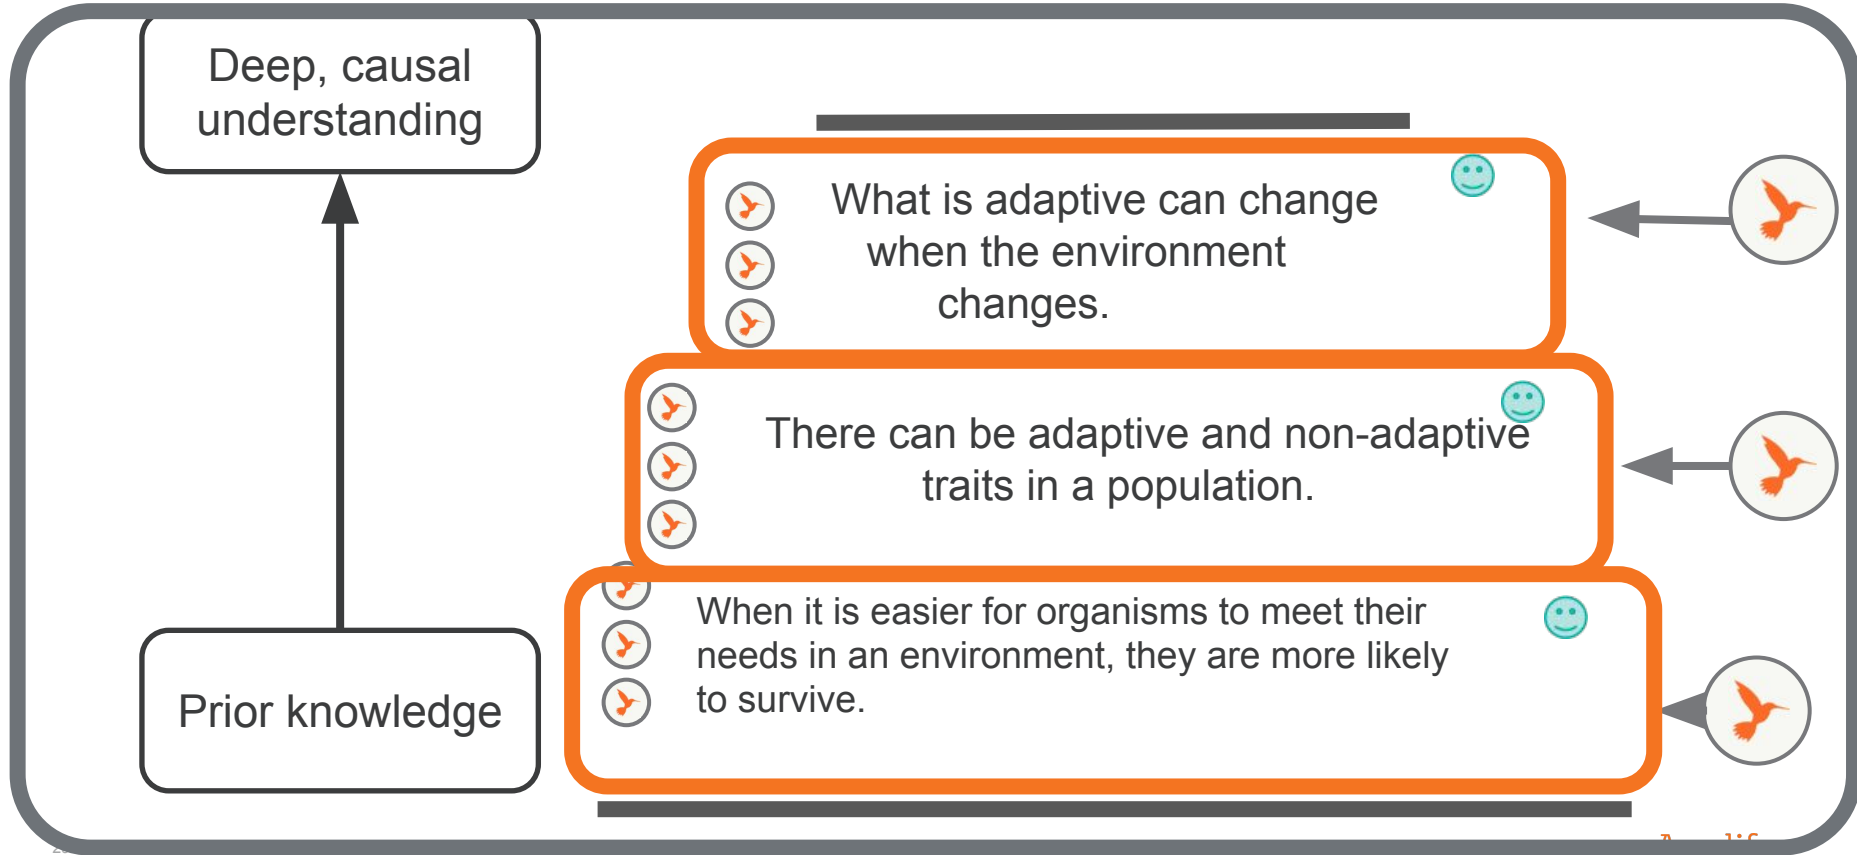 Deep, causal
understanding
What is adaptive can change
when the environment
changes.
There can be adaptive and non-adaptive
traits in a population.
When it is easier for organisms to meet their
needs in an environment, they are more likely
to survive.
Prior knowledge